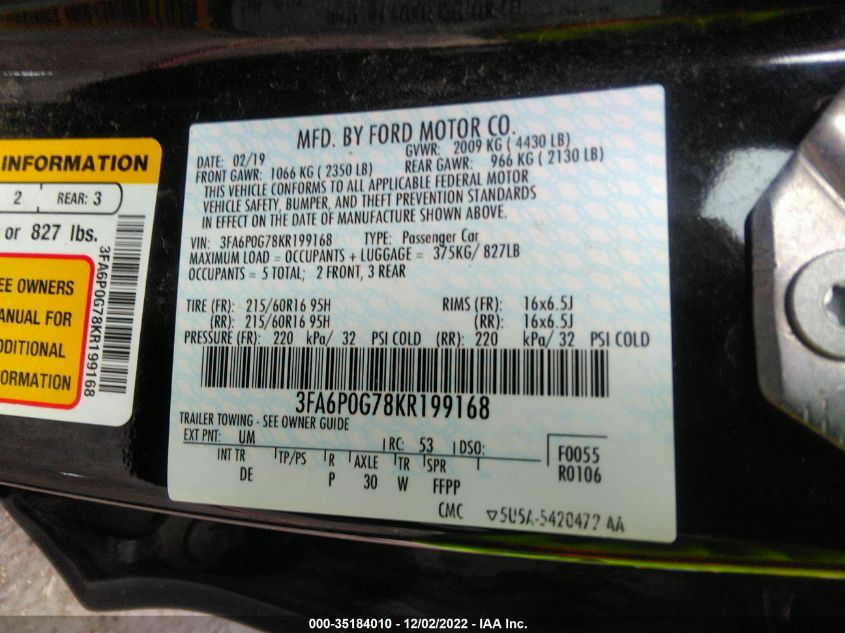 INFORMATION
2 REAR: 3
or 827 lbs.
EE OWNERS
ANUAL FOR
DDITIONAL
FORMATION
3FA6P0G78KR199168
MFD. BY FORD MOTOR CO.
DATE: 02/19 GVWR: 2009 KG ( 4430 LB)
FRONT GAWR: 1066 KG ( 2350 LB) REAR GAWR: 966 KG ( 2130 LB)
THIS VEHICLE CONFORMS TO ALL APPLICABLE FEDERAL MOTOR
VEHICLE SAFETY, BUMPER, AND THEFT PREVENTION STANDARDS
IN EFFECT ON THE DATE OF MANUFACTURE SHOWN ABOVE.
VIN: 3FA6P0G78KR199168 TYPE: Passenger Car
MAXIMUM LOAD = OCCUPANTS + LUGGAGE = 375KG/ 827LB
OCCUPANTS = 5 TOTAL; 2 FRONT, 3 REAR
TIRE (FR): 215/60R16 95H RIMS (FR): 16x6.5J
(RR): 215/60R16 95H (RR): 16x6.5J
PRESSURE (FR): 220 kPa/ 32 PSI COLD (RR): 220 kPa/ 32 PSI COLD
3FA6P0G78KR199168
TRAILER TOWING - SEE OWNER GUIDE
EXT PNT: UM RC: 53 DSO: F0055
INT TR TP/PS R AXLE TR SPR R0106
DE P 30 W FFPP
CMC ▽5U5A-5420472 AA
000-35184010 - 12/02/2022 - IAA Inc.